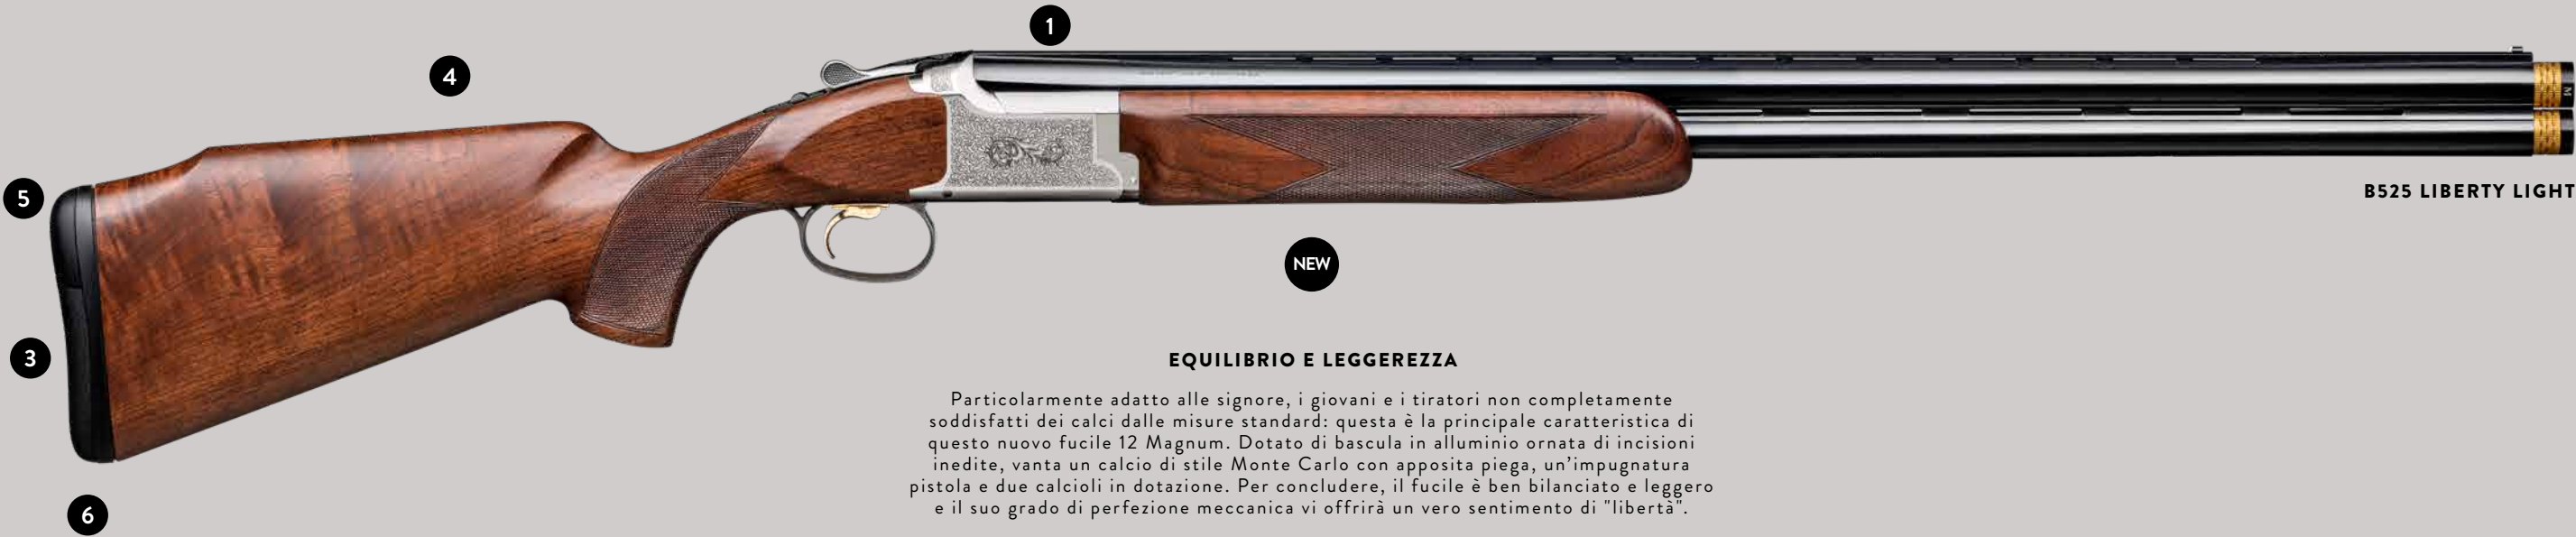 1
4
5
B525 LIBERTY LIGHT
NEW
3
EQUILIBRIO E LEGGEREZZA
Particolarmente adatto alle signore, i giovani e i tiratori non completamente
soddisfatti dei calci dalle misure standard: questa è la principale caratteristica di
questo nuovo fucile 12 Magnum. Dotato di bascula in alluminio ornata di incisioni
inedite, vanta un calcio di stile Monte Carlo con apposita piega, un’impugnatura
pistola e due calcioli in dotazione. Per concludere, il fucile è ben bilanciato e leggero
e il suo grado di perfezione meccanica vi offrirà un vero sentimento di "libertà".
6
M